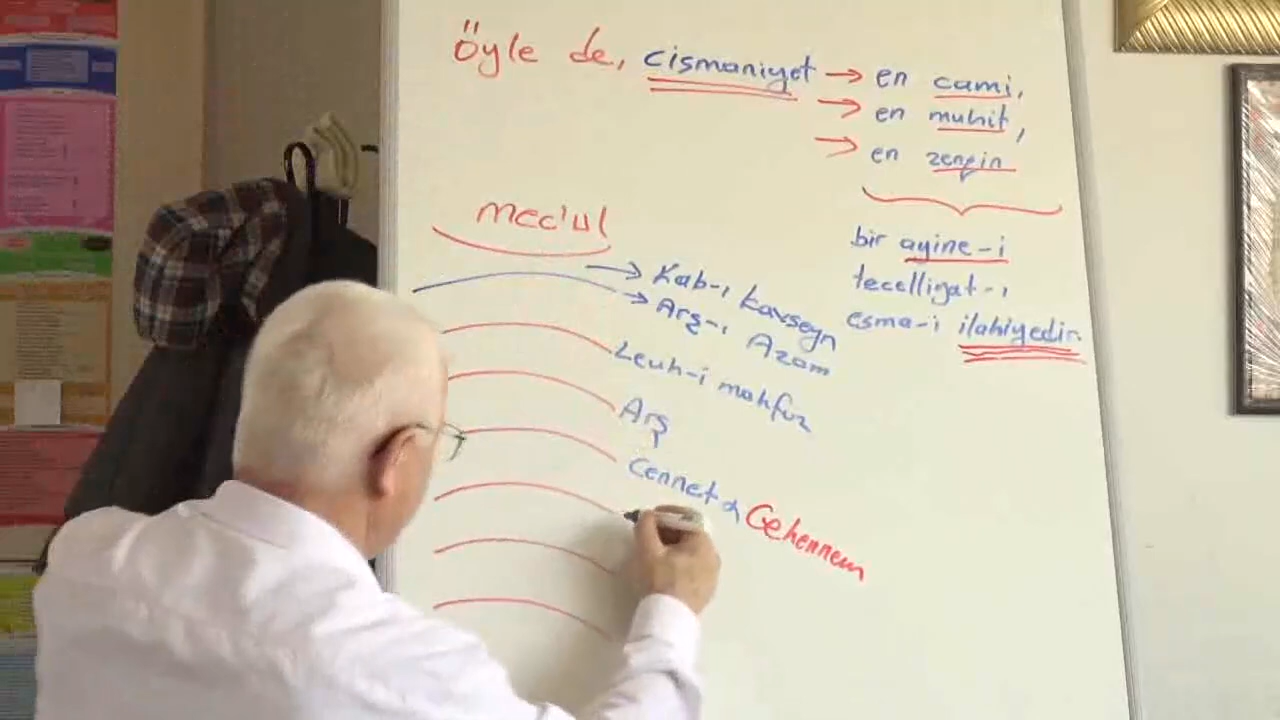 Öyle de, cismaniyet → en cami,
→ en muhit,
→ en zengin
bir ayine-i
tecelliyat-ı
esma-i ilahiyedir.
mec'ul
→ Kab-ı kavseyn
→ Arş-ı Azam
Levh-i mahfuz
Arş
Cennet
Cehennem